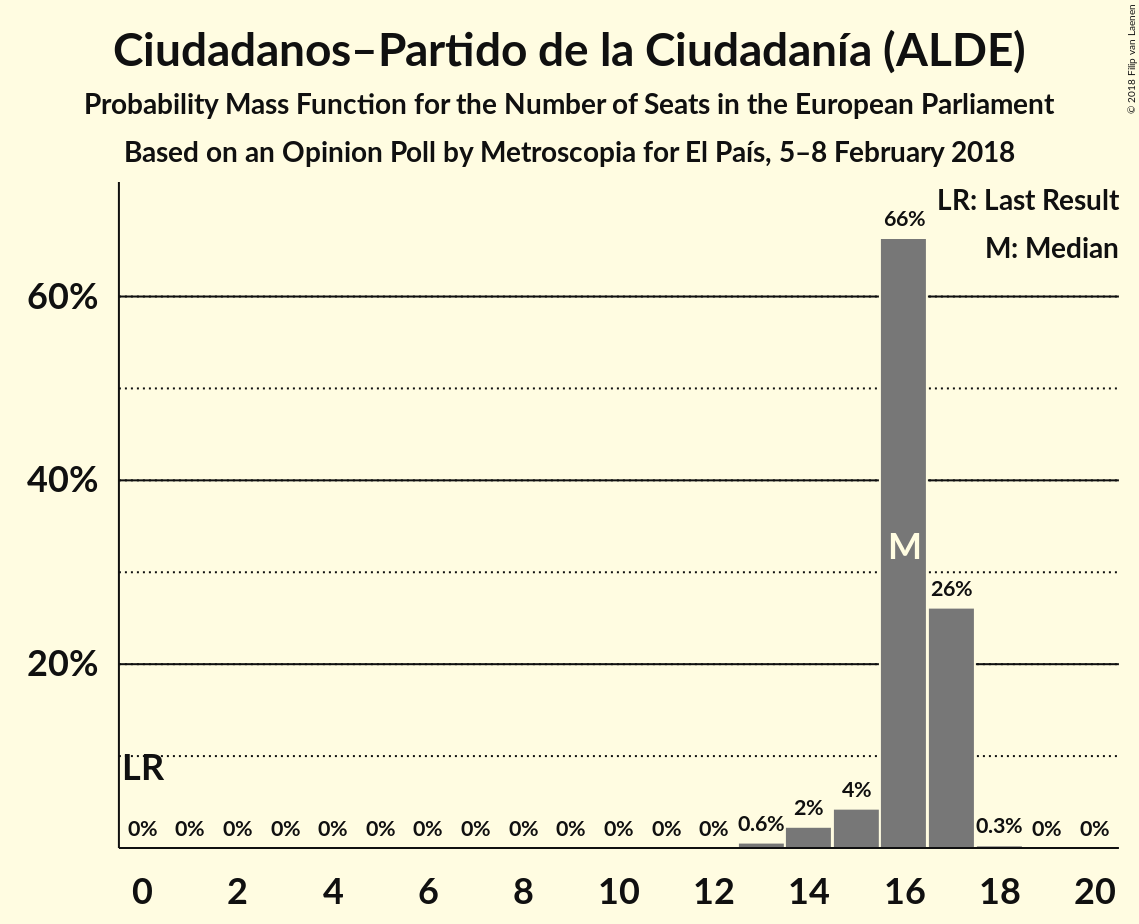 Ciudadanos–Partido de la Ciudadanía (ALDE)
Probability Mass Function for the Number of Seats in the European Parliament
Based on an Opinion Poll by Metroscopia for El País, 5–8 February 2018
© 2018 Filip van Laenen
LR: Last Result
M: Median
66%
60%
40%
M
26%
20%
LR
0% 0% 0% 0% 0% 0% 0% 0% 0% 0% 0% 0% 0% 0.6% 2% 4% 0.3% 0% 0%
0 2 4 6 8 10 12 14 16 18 20